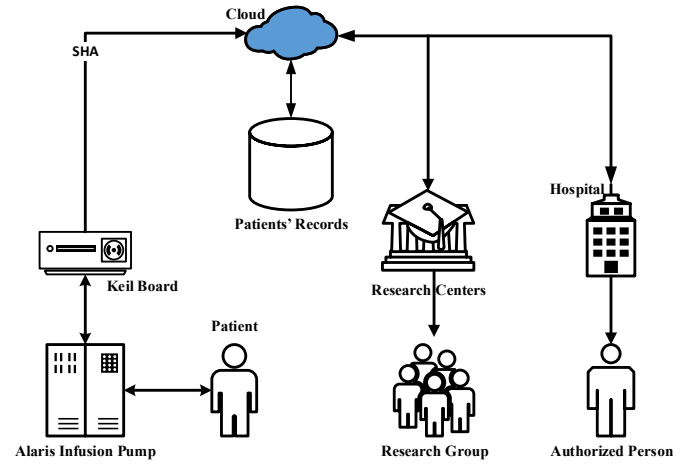 Cloud
SHA
Patients' Records
Hospital
Keil Board
Research Centers
Patient
Alaris Infusion Pump
Research Group
Authorized Person